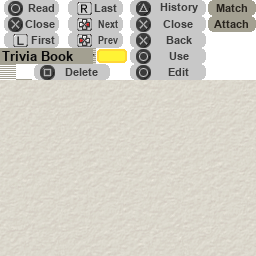 Read
R Last
History
Match
Close
Next
Close
Attach
L First
Prev
Back
Trivia Book
Use
Delete
Edit